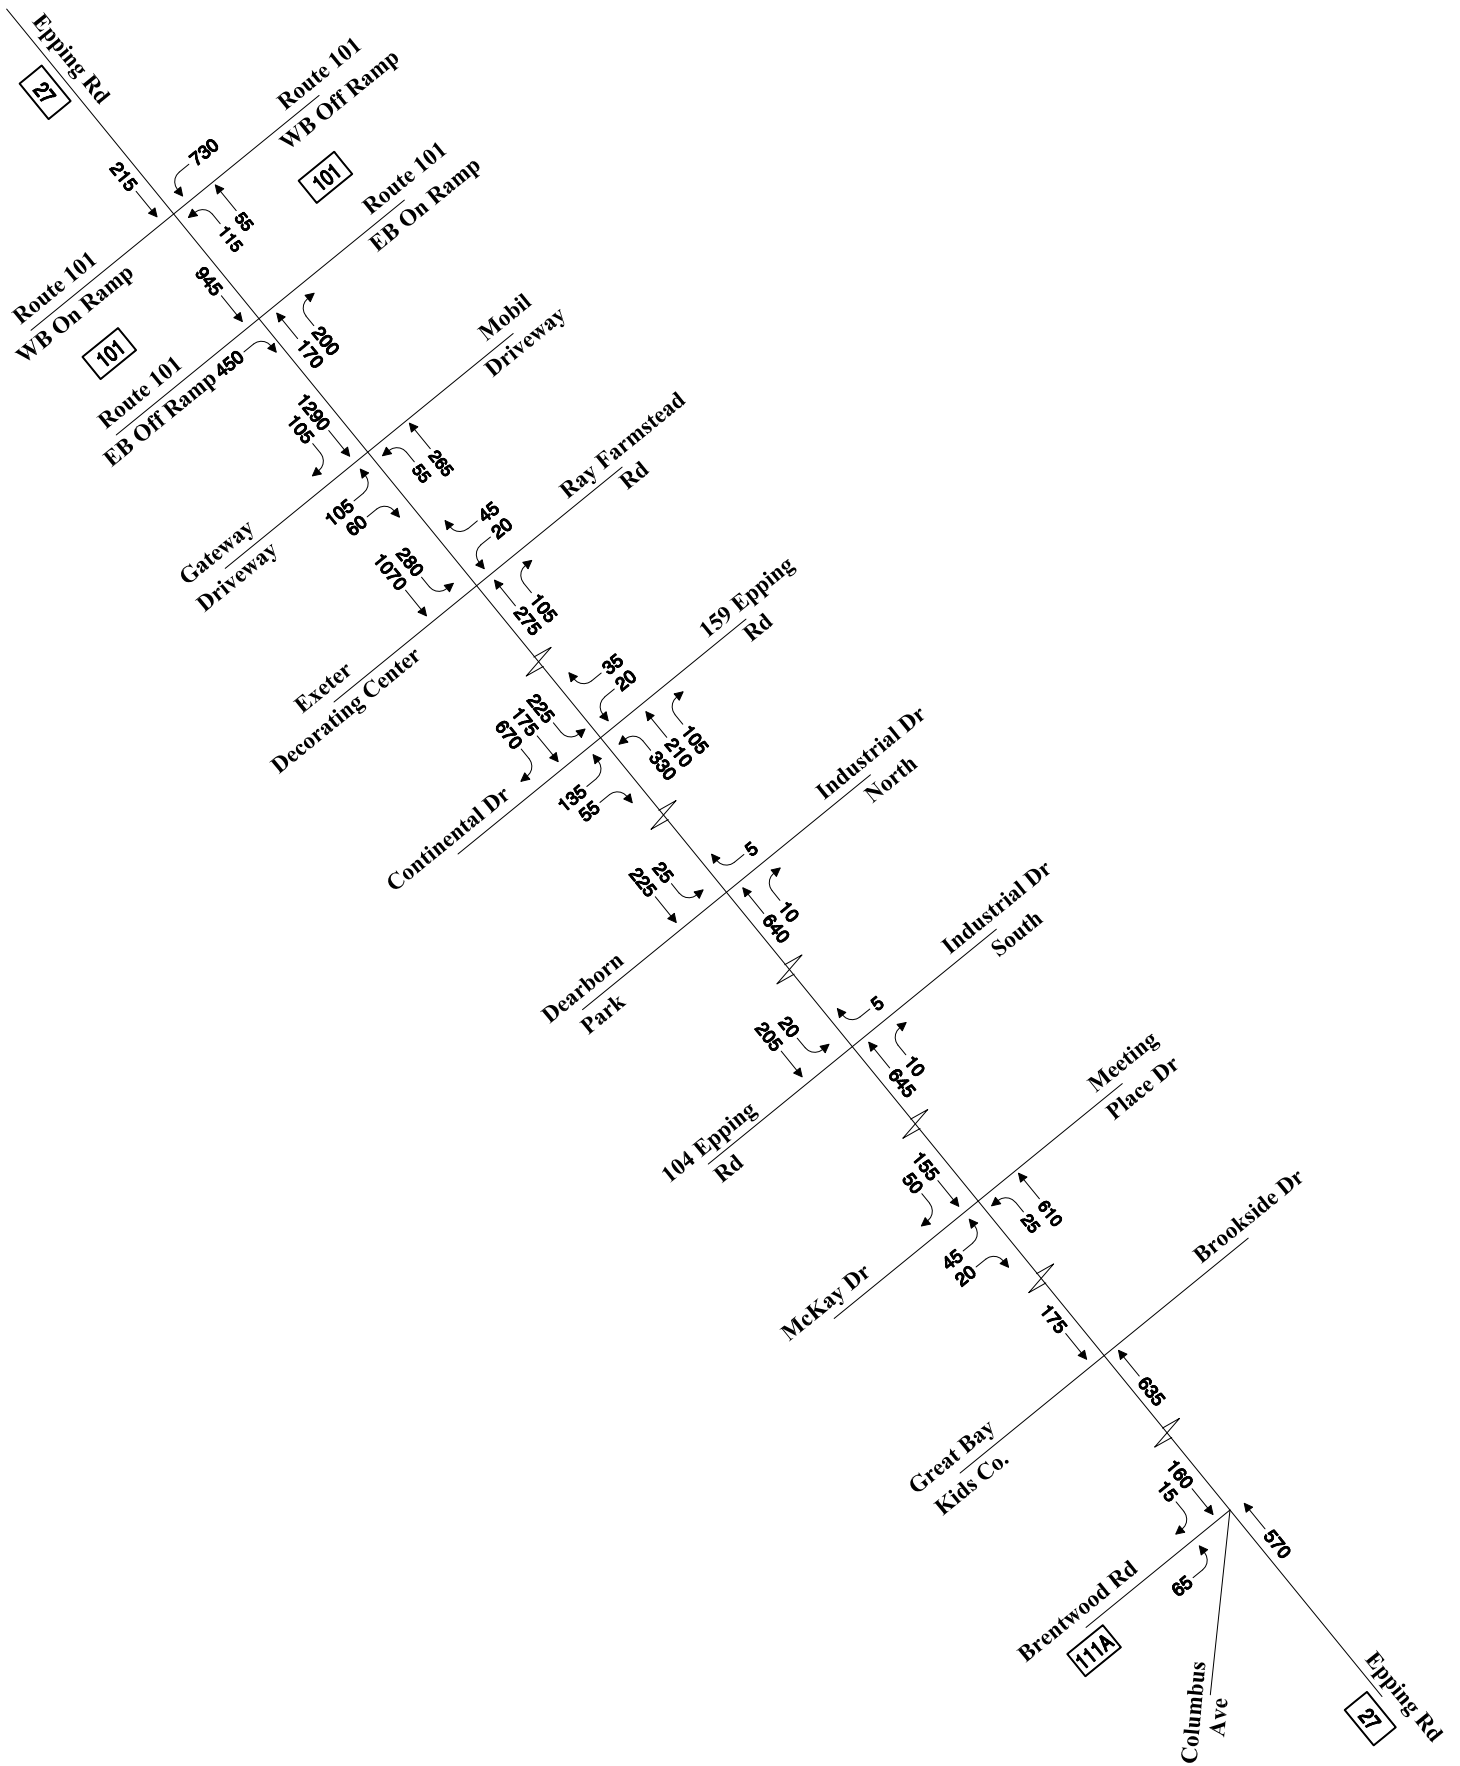 Epping Rd
27
Route 101
WB Off Ramp
730
215
101
55
115
Route 101
EB On Ramp
Route 101
WB On Ramp
945
101
200
170
Route 101
EB Off Ramp
450
Mobil
Driveway
1290
105
265
55
Ray Farmstead
Rd
105
60
45
20
Gateway
Driveway
280
1070
105
275
159 Epping
Rd
Exeter
Decorating Center
35
20
225
175
670
105
210
330
Industrial Dr
North
135
55
Continental Dr
5
25
225
10
640
Industrial Dr
South
Dearborn
Park
5
20
205
10
645
Meeting
Place Dr
104 Epping
Rd
155
50
610
25
Brookside Dr
45
20
McKay Dr
175
635
Great Bay
Kids Co.
160
15
570
65
Brentwood Rd
111A
Columbus
Ave
Epping Rd
27